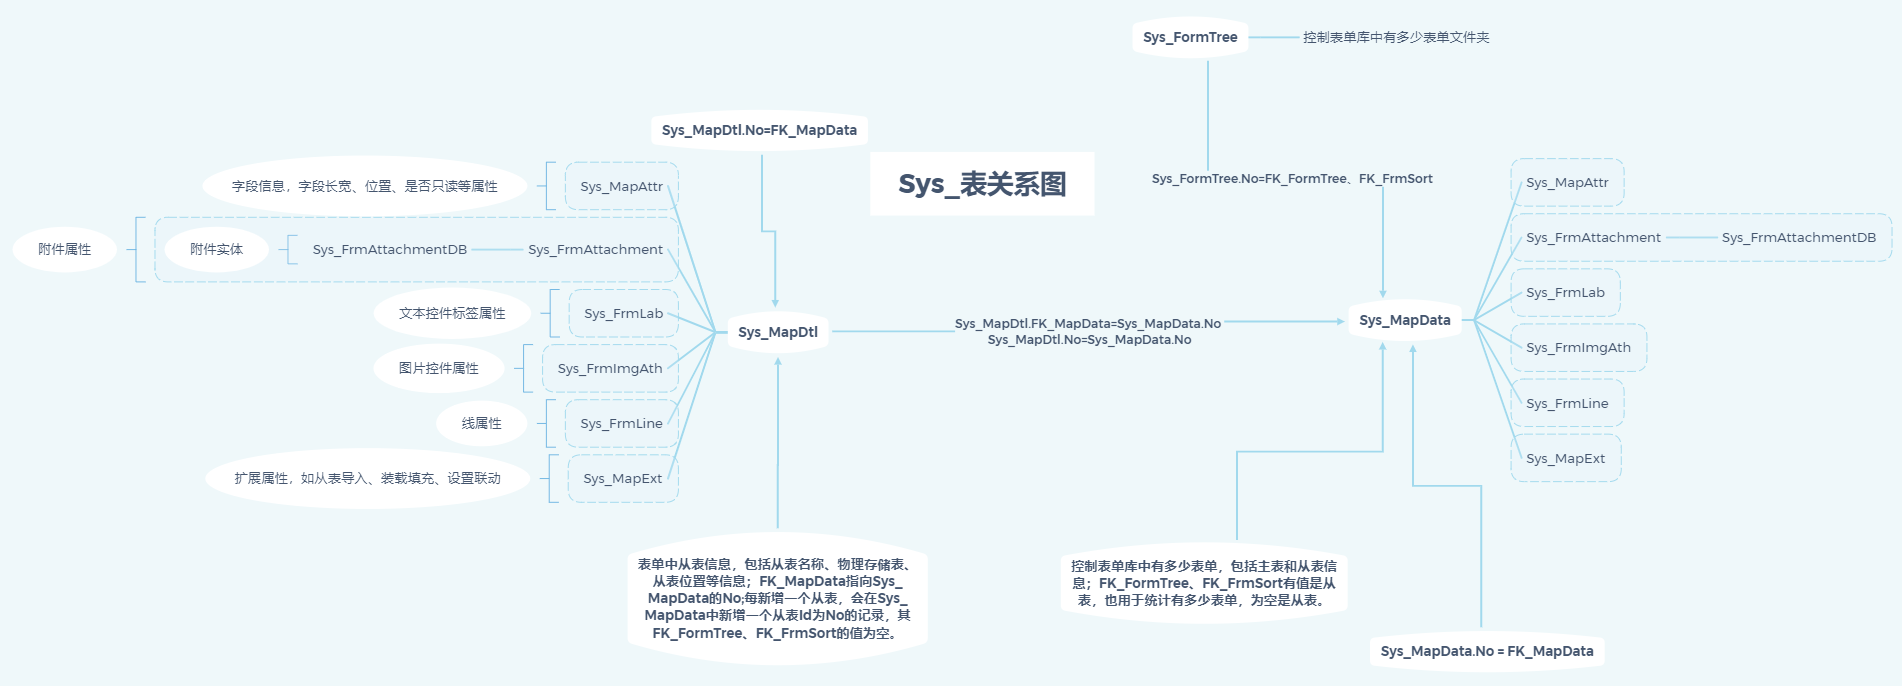 Sys_FormTree
控制表单库中有多少表单文件夹
Sys_MapDtl.No=FK_MapData
Sys_表关系图
Sys_FormTree.No=FK_FormTree、FK_FrmSort
字段信息，字段长宽、位置、是否只读等属性
Sys_MapAttr
附件属性
附件实体
Sys_FrmAttachmentDB
Sys_FrmAttachment
文本控件标签属性
Sys_FrmLab
图片控件属性
Sys_FrmImgAth
线属性
Sys_FrmLine
扩展属性，如从表导入、装载填充、设置联动
Sys_MapExt
Sys_MapDtl
Sys_MapDtl.FK_MapData=Sys_MapData.No
Sys_MapDtl.No=Sys_MapData.No
Sys_MapData
Sys_MapAttr
Sys_FrmAttachment
Sys_FrmAttachmentDB
Sys_FrmLab
Sys_FrmImgAth
Sys_FrmLine
Sys_MapExt
表单中从表信息，包括从表名称、物理存储表、
从表位置等信息；FK_MapData指向Sys_
MapData的No;每新增一个从表，会在Sys_
MapData中新增一个从表Id为No的记录，其
FK_FormTree、FK_FrmSort的值为空。
控制表单库中有多少表单，包括主表和从表信
息；FK_FormTree、FK_FrmSort有值是从
表，也用于统计有多少表单，为空是从表。
Sys_MapData.No = FK_MapData